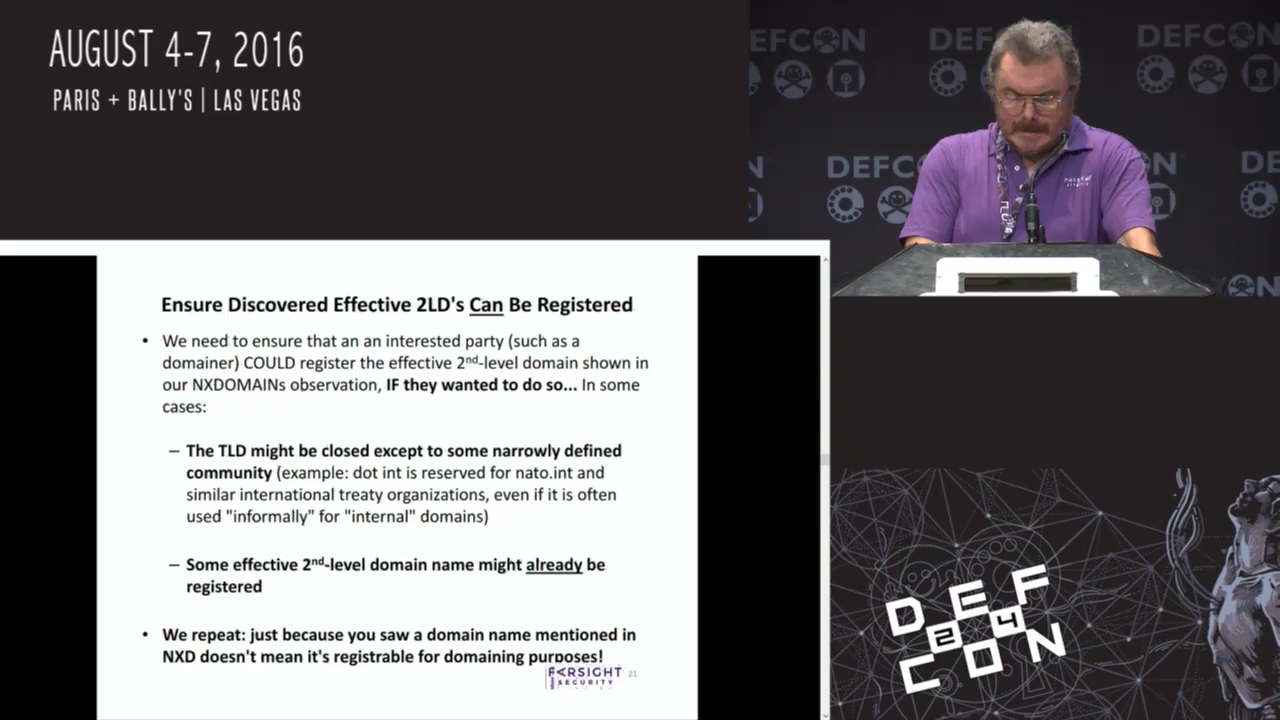 AUGUST 4-7, 2016
PARIS + BALLY'S | LAS VEGAS
DEFCON
DEFCON
DEFCON
DEFC
CON
DE
Ensure Discovered Effective 2LD's Can Be Registered
• We need to ensure that an an interested party (such as a
domainer) COULD register the effective 2nd-level domain shown in
our NXDOMAINs observation, IF they wanted to do so... In some
cases:
– The TLD might be closed except to some narrowly defined
community (example: dot int is reserved for nato.int and
similar international treaty organizations, even if it is often
used "informally" for "internal" domains)
– Some effective 2nd-level domain name might already be
registered
• We repeat: just because you saw a domain name mentioned in
NXD doesn't mean it's registrable for domaining purposes!
FARSIGHT
SECURITY
21
DEF
24
CON